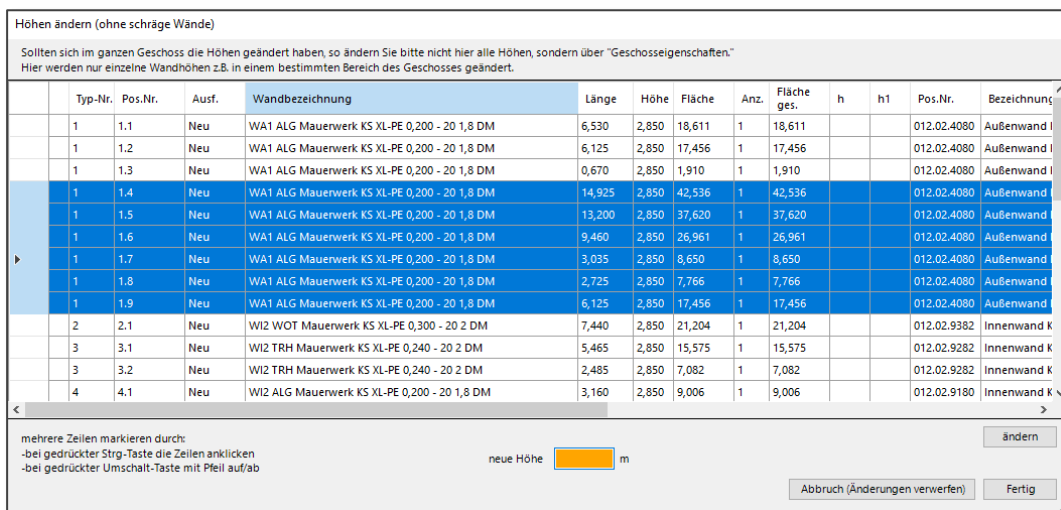 Höhen ändern (ohne schräge Wände)
Sollten sich im ganzen Geschoss die Höhen geändert haben, so ändern Sie bitte nicht hier alle Höhen, sondern über "Geschosseigenschaften."
Hier werden nur einzelne Wandhöhen z.B. in einem bestimmten Bereich des Geschosses geändert.
Typ-Nr. Pos.Nr. Ausf. Wandbezeichnung Länge Höhe Fläche Anz. Fläche ges. h h1 Pos.Nr. Bezeichnung
1 1.1 Neu WA1 ALG Mauerwerk KS XL-PE 0,200 - 20 1,8 DM 6,530 2,850 18,611 1 18,611 012.02.4080 Außenwand
1 1.2 Neu WA1 ALG Mauerwerk KS XL-PE 0,200 - 20 1,8 DM 6,125 2,850 17,456 1 17,456 012.02.4080 Außenwand
1 1.3 Neu WA1 ALG Mauerwerk KS XL-PE 0,200 - 20 1,8 DM 0,670 2,850 1,910 1 1,910 012.02.4080 Außenwand
1 1.4 Neu WA1 ALG Mauerwerk KS XL-PE 0,200 - 20 1,8 DM 14,925 2,850 42,536 1 42,536 012.02.4080 Außenwand
1 1.5 Neu WA1 ALG Mauerwerk KS XL-PE 0,200 - 20 1,8 DM 13,200 2,850 37,620 1 37,620 012.02.4080 Außenwand
1 1.6 Neu WA1 ALG Mauerwerk KS XL-PE 0,200 - 20 1,8 DM 9,460 2,850 26,961 1 26,961 012.02.4080 Außenwand
1 1.7 Neu WA1 ALG Mauerwerk KS XL-PE 0,200 - 20 1,8 DM 3,035 2,850 8,650 1 8,650 012.02.4080 Außenwand
1 1.8 Neu WA1 ALG Mauerwerk KS XL-PE 0,200 - 20 1,8 DM 2,725 2,850 7,766 1 7,766 012.02.4080 Außenwand
1 1.9 Neu WA1 ALG Mauerwerk KS XL-PE 0,200 - 20 1,8 DM 6,125 2,850 17,456 1 17,456 012.02.4080 Außenwand
2 2.1 Neu WI2 WOT Mauerwerk KS XL-PE 0,300 - 20 2 DM 7,440 2,850 21,204 1 21,204 012.02.9382 Innenwand K
3 3.1 Neu WI2 TRH Mauerwerk KS XL-PE 0,240 - 20 2 DM 5,465 2,850 15,575 1 15,575 012.02.9282 Innenwand K
3 3.2 Neu WI2 TRH Mauerwerk KS XL-PE 0,240 - 20 2 DM 2,485 2,850 7,082 1 7,082 012.02.9282 Innenwand K
4 4.1 Neu WI2 ALG Mauerwerk KS XL-PE 0,200 - 20 1,8 DM 3,160 2,850 9,006 1 9,006 012.02.9180 Innenwand K
mehrere Zeilen markieren durch:
-bei gedrückter Strg-Taste die Zeilen anklicken
-bei gedrückter Umschalt-Taste mit Pfeil auf/ab
neue Höhe m
ändern
Abbruch (Änderungen verwerfen) Fertig